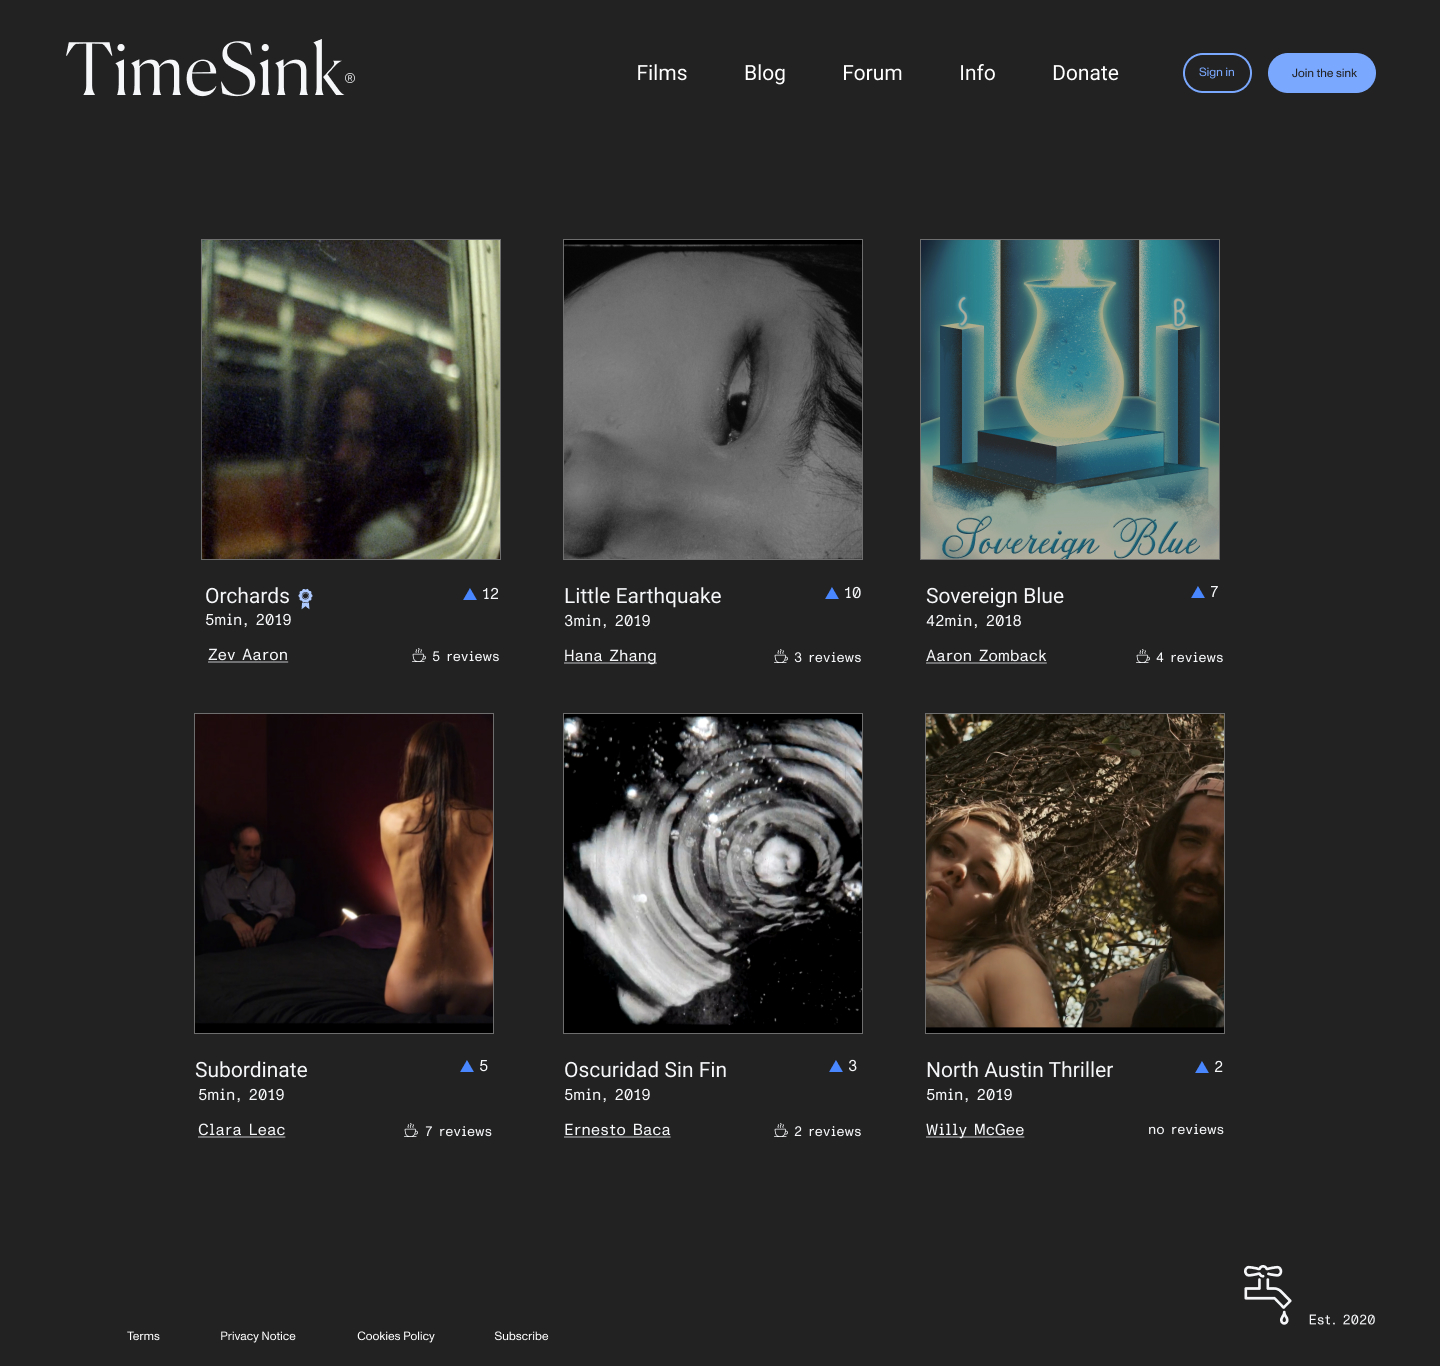 TimeSink®
Films Blog Forum Info Donate Sign in Join the sink
S B
Sovereign Blue
Orchards 12
5min, 2019
Zev Aaron 5 reviews
Little Earthquake 10
3min, 2019
Hana Zhang 3 reviews
Sovereign Blue 7
42min, 2018
Aaron Zomback 4 reviews
Subordinate 5
5min, 2019
Clara Leac 7 reviews
Oscuridad Sin Fin 3
5min, 2019
Ernesto Baca 2 reviews
North Austin Thriller 2
5min, 2019
Willy McGee no reviews
Est. 2020
Terms Privacy Notice Cookies Policy Subscribe